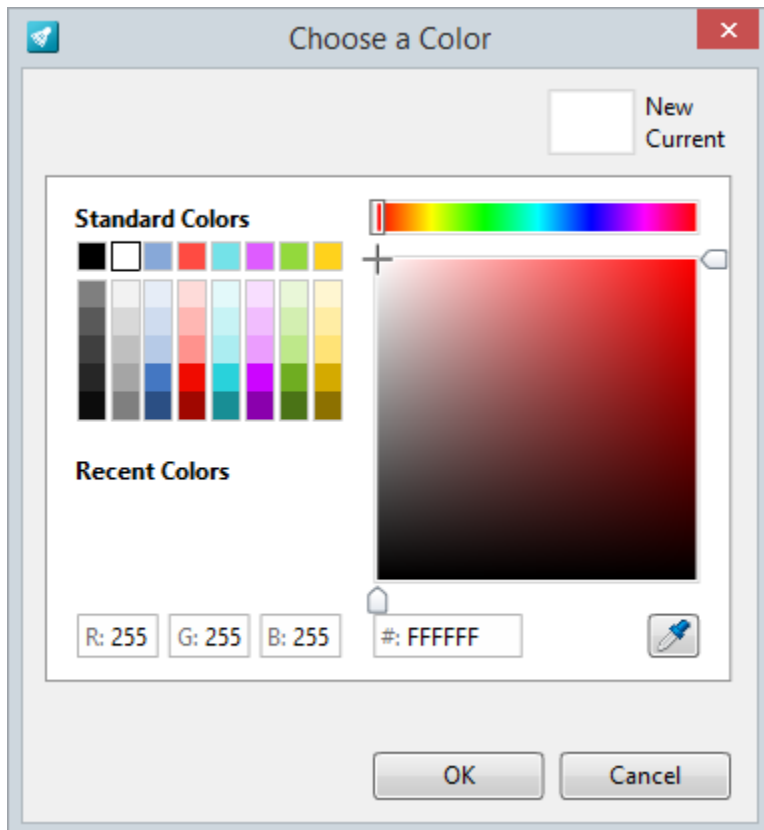 Choose a Color
New
Current
Standard Colors
Recent Colors
R: 255 G: 255 B: 255 #: FFFFFF
OK Cancel